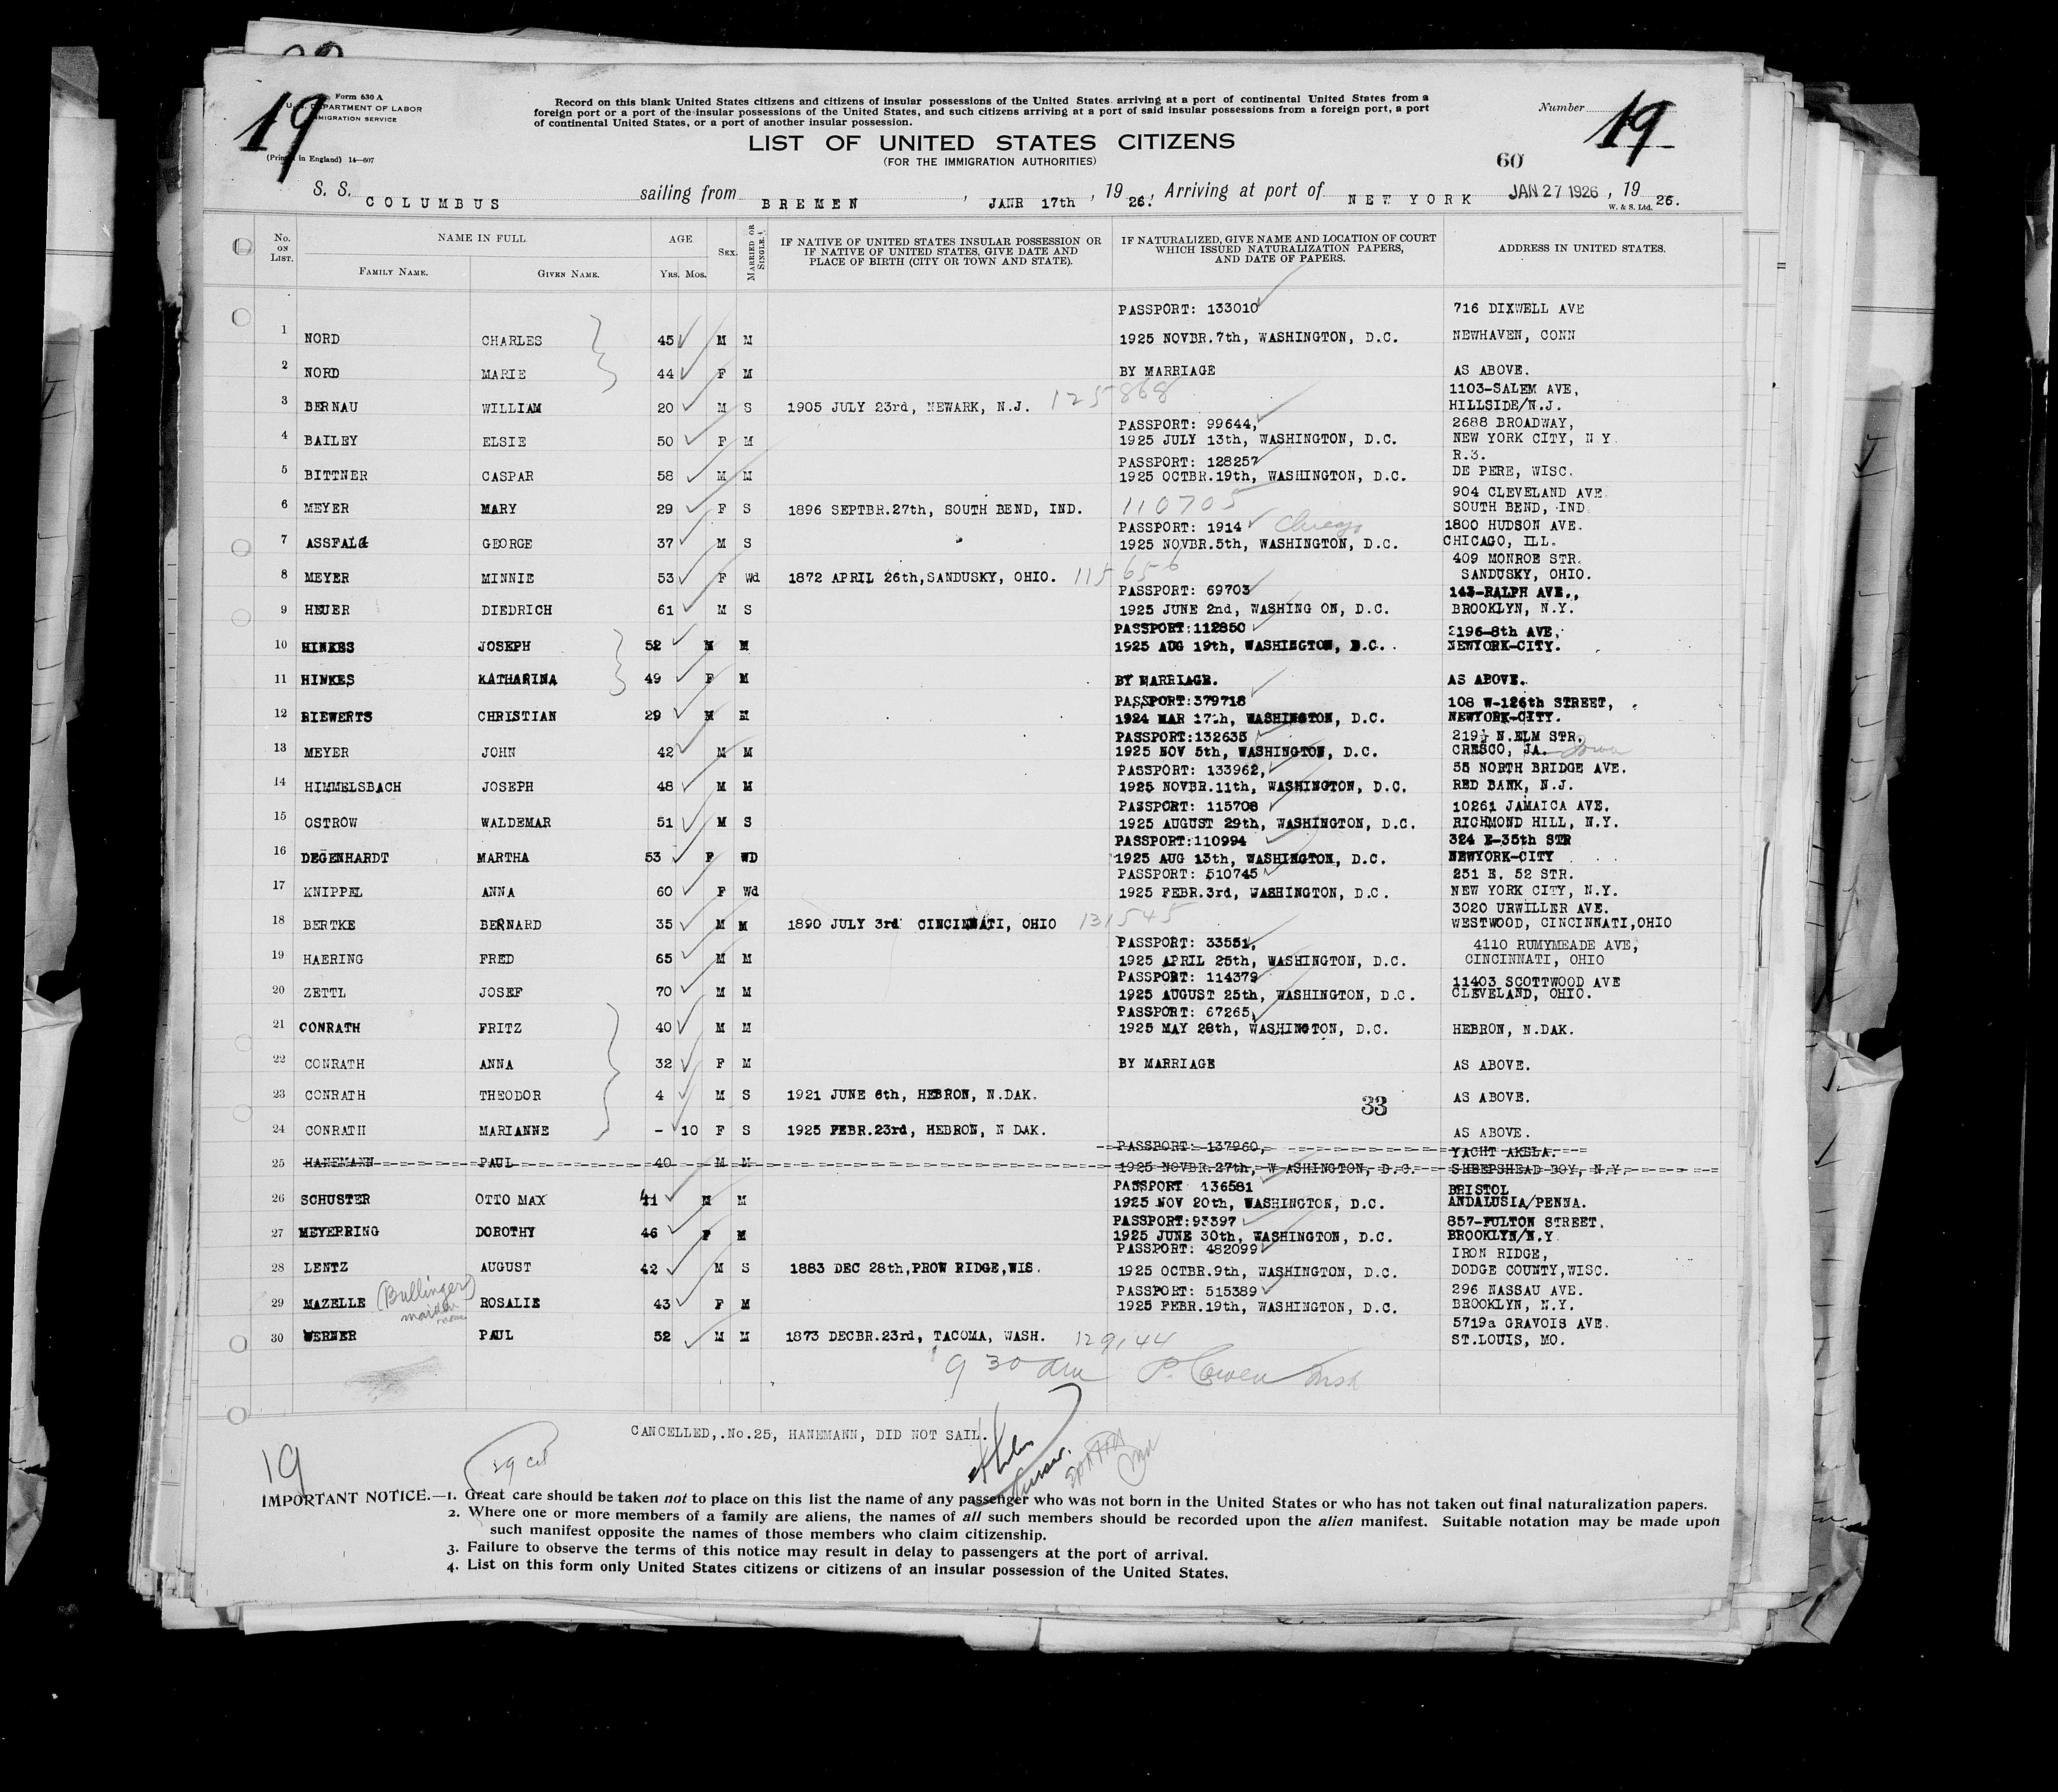 19
Form 630 A
U. S. DEPARTMENT OF LABOR
IMMIGRATION SERVICE
(Printed in England) 14—607
Record on this blank United States citizens and citizens of insular possessions of the United States arriving at a port of continental United States from a
foreign port or a port of the insular possessions of the United States, and such citizens arriving at a port of said insular possessions from a foreign port, a port
of continental United States, or a port of another insular possession.
Number 19
LIST OF UNITED STATES CITIZENS
(FOR THE IMMIGRATION AUTHORITIES)
60
S. S. COLUMBUS sailing from BREMEN, JANR 17th, 1926. Arriving at port of NEW YORK JAN 27 1926, 1926.
W. & S. Ltd.
No. ON LIST. NAME IN FULL AGE SEX. MARRIED OR SINGLE. IF NATIVE OF UNITED STATES INSULAR POSSESSION OR IF NATIVE OF UNITED STATES, GIVE DATE AND PLACE OF BIRTH (CITY OR TOWN AND STATE). IF NATURALIZED, GIVE NAME AND LOCATION OF COURT WHICH ISSUED NATURALIZATION PAPERS, AND DATE OF PAPERS. ADDRESS IN UNITED STATES.
FAMILY NAME. GIVEN NAME. YRS. MOS.
PASSPORT: 133010 716 DIXWELL AVE
1 NORD CHARLES 45 M M 1925 NOVBR.7th, WASHINGTON, D.C. NEWHAVEN, CONN
2 NORD MARIE 44 F M BY MARRIAGE AS ABOVE.
1103-SALEM AVE,
3 BERNAU WILLIAM 20 M S 1905 JULY 23rd, NEWARK, N.J. 125868 HILLSIDE/N.J.
PASSPORT: 99644, 2688 BROADWAY,
4 BAILEY ELSIE 50 F M 1925 JULY 13th, WASHINGTON, D.C. NEW YORK CITY, N.Y.
PASSPORT: 128257 R.3.
5 BITTNER CASPAR 58 M M 1925 OCTBR.19th, WASHINGTON, D.C. DE PERE, WISC.
904 CLEVELAND AVE
6 MEYER MARY 29 F S 1896 SEPTBR.27th, SOUTH BEND, IND. 110705 SOUTH BEND, IND
PASSPORT: 1914 Chicago 1800 HUDSON AVE.
7 ASSFALG GEORGE 37 M S 1925 NOVBR.5th, WASHINGTON, D.C. CHICAGO, ILL.
409 MONROE STR.
8 MEYER MINNIE 53 F Wd 1872 APRIL 26th,SANDUSKY, OHIO. 115656 SANDUSKY, OHIO.
PASSPORT: 69703 143-RALPH AVE.,
9 HEUER DIEDRICH 61 M S 1925 JUNE 2nd, WASHING ON, D.C. BROOKLYN, N.Y.
PASSPORT:112850 2196-8th AVE,
10 HINKES JOSEPH 52 M M 1925 AUG 19th, WASHINGTON, D.C. NEWYORK-CITY.
11 HINKES KATHARINA 49 F M BY MARRIAGE. AS ABOVE.
PASSPORT:379718 108 W-126th STREET,
12 RIEWERTS CHRISTIAN 29 M M 1924 MAR 17th, WASHINGTON, D.C. NEWYORK-CITY.
PASSPORT:132635 219½ N.ELM STR.
13 MEYER JOHN 42 M M 1925 NOV 5th, WASHINGTON, D.C. CRESCO, JA. Iowa
PASSPORT: 133962, 58 NORTH BRIDGE AVE.
14 HIMMELSBACH JOSEPH 48 M M 1925 NOVBR.11th, WASHINGTON, D.C. RED BANK, N.J.
PASSPORT: 115708 10261 JAMAICA AVE.
15 OSTROW WALDEMAR 51 M S 1925 AUGUST 29th, WASHINGTON, D.C. RICHMOND HILL, N.Y.
PASSPORT:110994 324 E-35th STR
16 DEGENHARDT MARTHA 53 F WD 1925 AUG 13th, WASHINGTON, D.C. NEWYORK-CITY
PASSPORT: 510745 251 E. 52 STR.
17 KNIPPEL ANNA 60 F Wd 1925 FEBR.3rd, WASHINGTON, D.C. NEW YORK CITY, N.Y.
3020 URWILLER AVE.
18 BERTKE BERNARD 35 M M 1890 JULY 3rd CINCINNATI, OHIO 131545 WESTWOOD, CINCINNATI,OHIO
PASSPORT: 33551, 4110 RUMYMEADE AVE,
19 HAERING FRED 65 M M 1925 APRIL 25th, WASHINGTON, D.C. CINCINNATI, OHIO
PASSPORT: 114379 11403 SCOTTWOOD AVE
20 ZETTL JOSEF 70 M M 1925 AUGUST 25th, WASHINGTON, D.C. CLEVELAND, OHIO.
PASSPORT: 67265,
21 CONRATH FRITZ 40 M M 1925 MAY 28th, WASHINGTON, D.C. HEBRON, N.DAK.
22 CONRATH ANNA 32 F M BY MARRIAGE AS ABOVE.
23 CONRATH THEODOR 4 M S 1921 JUNE 6th, HEBRON, N.DAK. 33 AS ABOVE.
24 CONRATH MARIANNE - 10 F S 1925 FEBR.23rd, HEBRON, N DAK. AS ABOVE.
PASSPORT: 137960, YACHT AKELA.
25 HANEMANN PAUL 40 M M 1925 NOVBR.27th, WASHINGTON, D.C. SHEEPSHEAD BOY, N.Y.
PASSPORT 136581 BRISTOL
26 SCHUSTER OTTO MAX 41 M M 1925 NOV 20th, WASHINGTON, D.C. ANDALUSIA/PENNA.
PASSPORT:93397 857-FULTON STREET.
27 MEYERRING DOROTHY 46 F M 1925 JUNE 30th, WASHINGTON, D.C. BROOKLYN/N.Y
PASSPORT: 482099 IRON RIDGE,
28 LENTZ AUGUST 42 M S 1883 DEC 28th,PROW RIDGE,WIS. 1925 OCTBR.9th, WASHINGTON, D.C. DODGE COUNTY,WISC.
PASSPORT: 515389 296 NASSAU AVE.
29 MAZELLE (Bullinger) maiden name ROSALIE 43 F M 1925 FEBR.19th, WASHINGTON, D.C. BROOKLYN, N.Y.
5719a GRAVOIS AVE.
30 WERNER PAUL 52 M M 1873 DECBR.23rd, TACOMA, WASH. 129144 ST.LOUIS, MO.
9 30 am P. Cowen Insp
CANCELLED,.No.25, HANEMANN, DID NOT SAIL.
19 29 cit
IMPORTANT NOTICE.—1. Great care should be taken not to place on this list the name of any passenger who was not born in the United States or who has not taken out final naturalization papers.
2. Where one or more members of a family are aliens, the names of all such members should be recorded upon the alien manifest. Suitable notation may be made upon
such manifest opposite the names of those members who claim citizenship.
3. Failure to observe the terms of this notice may result in delay to passengers at the port of arrival.
4. List on this form only United States citizens or citizens of an insular possession of the United States.